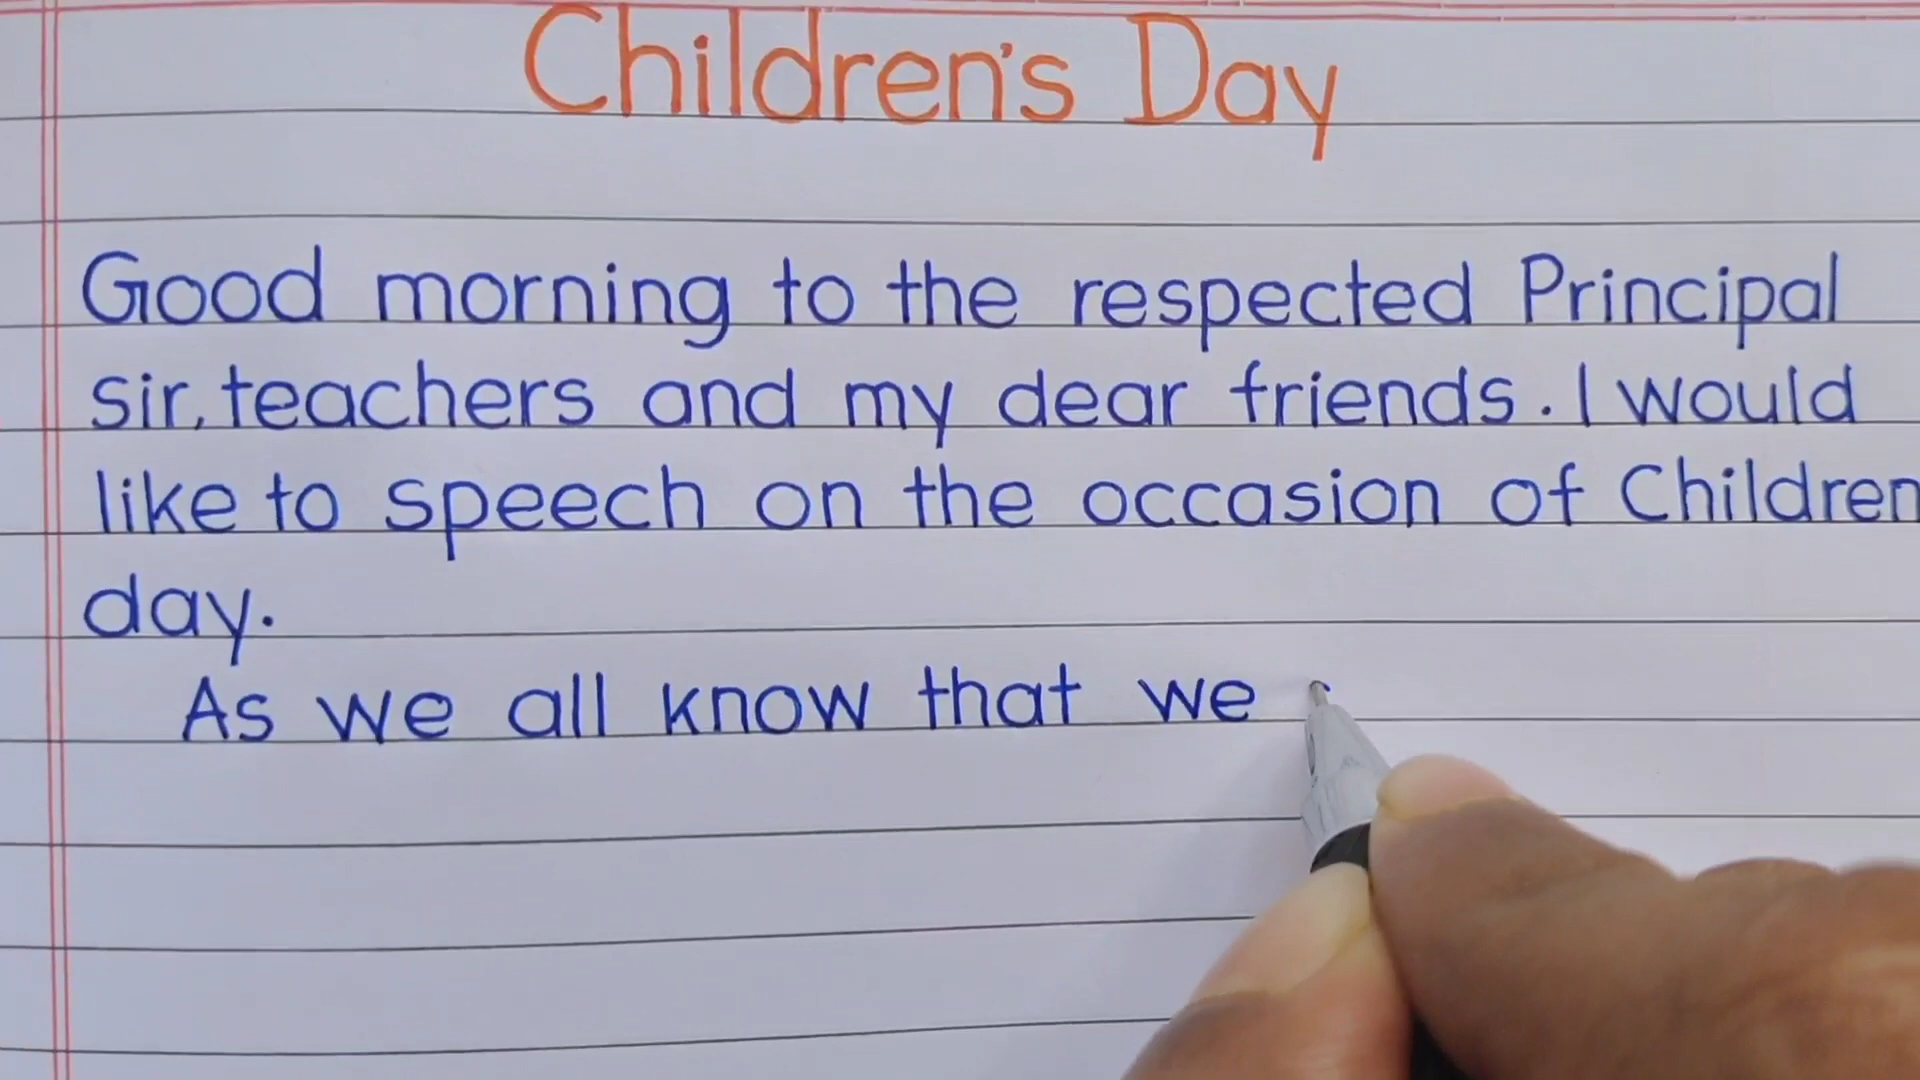 Children's Day
Good morning to the respected Principal
sir, teachers and my dear friends. I would
like to speech on the occasion of Children
day.
As we all know that we